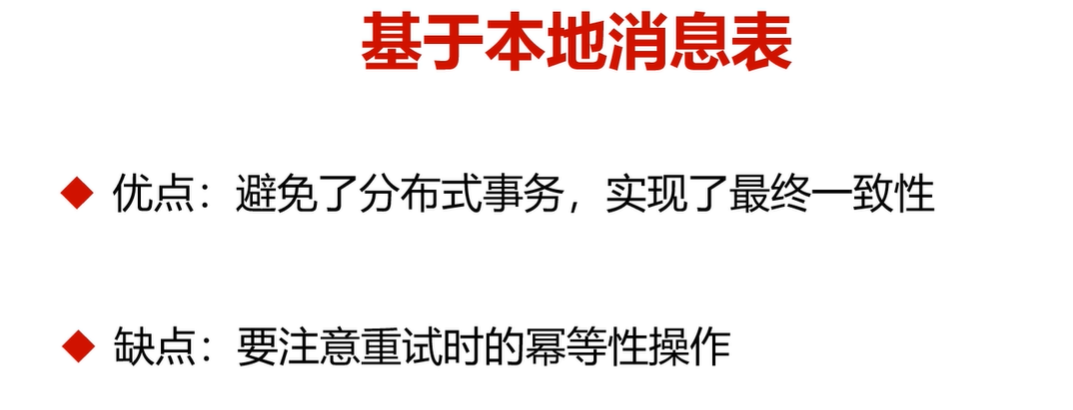 基于本地消息表
优点：避免了分布式事务，实现了最终一致性
缺点：要注意重试时的幂等性操作